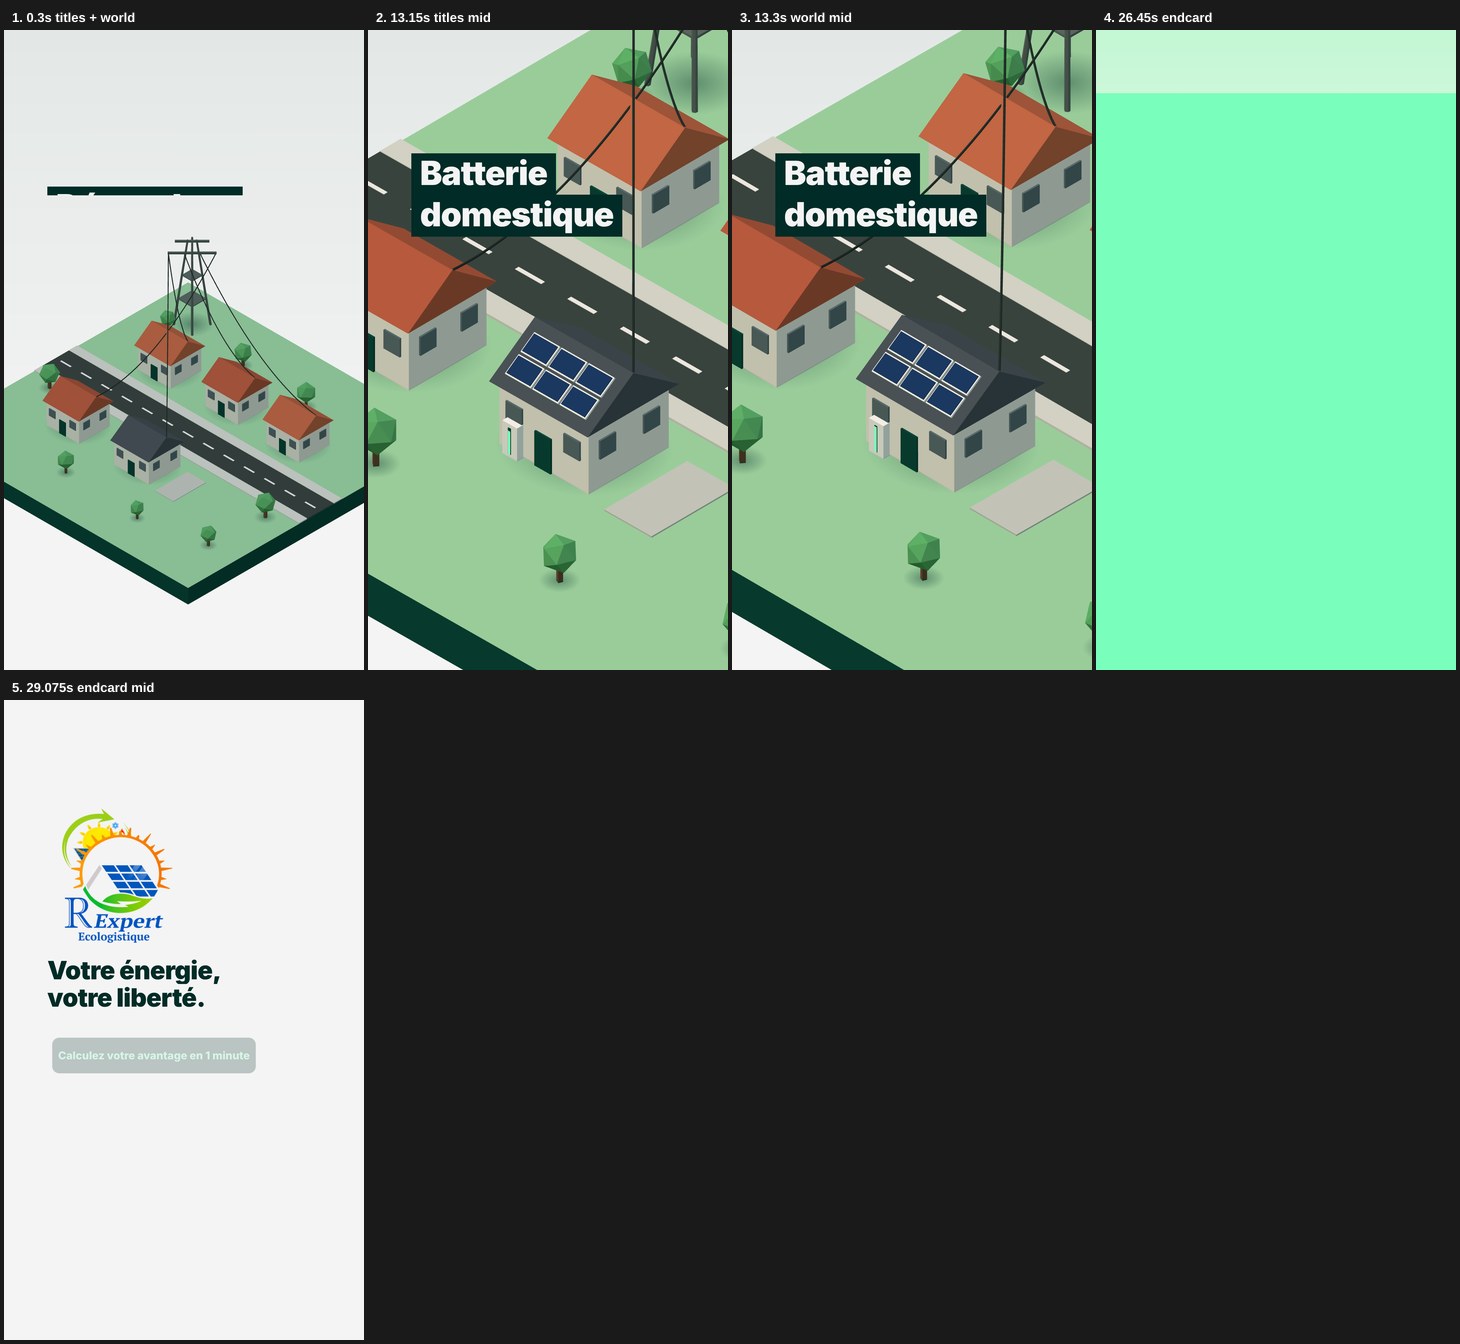 1. 0.3s titles + world
2. 13.15s titles mid
3. 13.3s world mid
4. 26.45s endcard
Batterie
domestique
Batterie
domestique
5. 29.075s endcard mid
R Expert
Ecologistique
Votre énergie,
votre liberté.
Calculez votre avantage en 1 minute